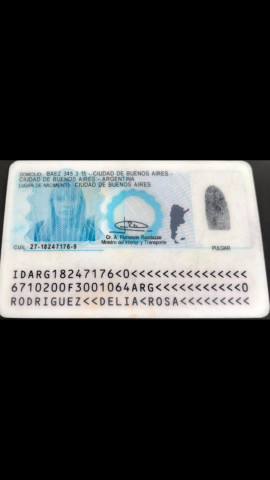 DOMICILIO: BAEZ 345 3 15 - CIUDAD DE BUENOS AIRES -
CIUDAD DE BUENOS AIRES - ARGENTINA
LUGAR DE NACIMIENTO: CIUDAD DE BUENOS AIRES
Cr. A. Florencio Randazzo
Ministro del Interior y Transporte
CUIL: 27-18247176-9
PULGAR
IDARG18247176<0<<<<<<<<<<<<<<<
6710200F3001064ARG<<<<<<<<<<<0
RODRIGUEZ<<DELIA<ROSA<<<<<<<<<